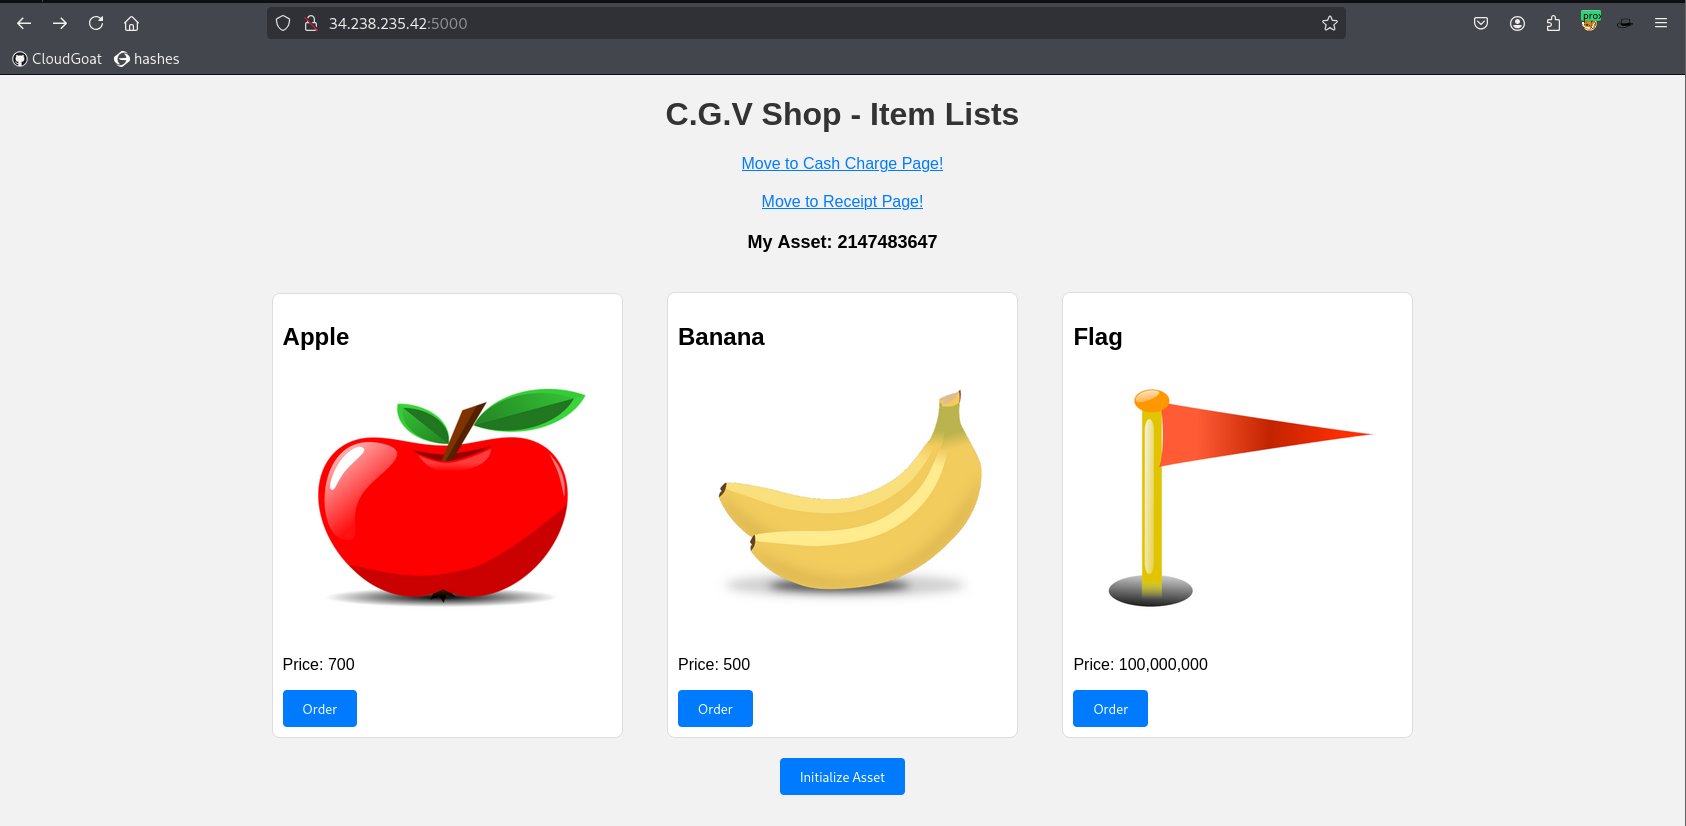 34.238.235.42:5000
prox
CloudGoat hashes
C.G.V Shop - Item Lists
Move to Cash Charge Page!
Move to Receipt Page!
My Asset: 2147483647
Apple
Price: 700
Order
Banana
Price: 500
Order
Flag
Price: 100,000,000
Order
Initialize Asset